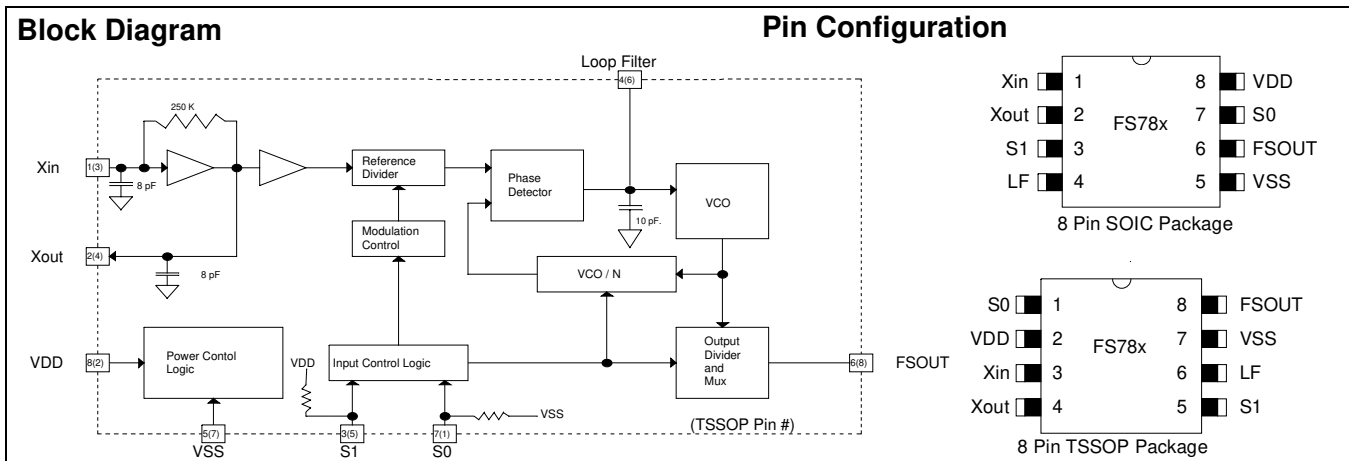 Block Diagram
Pin Configuration
Loop Filter
4(6)
250 K
Xin
1(3)
8 pF
Reference
Divider
Phase
Detector
VCO
10 pF.
Modulation
Control
Xout
2(4)
8 pF
VCO / N
VDD
8(2)
Power Contol
Logic
VDD
Input Control Logic
Output
Divider
and
Mux
6(8)
FSOUT
VSS
5(7)
VSS
3(5)
S1
7(1)
S0
(TSSOP Pin #)
Xin 1 8 VDD
Xout 2 7 S0
FS78x
S1 3 6 FSOUT
LF 4 5 VSS
8 Pin SOIC Package
S0 1 8 FSOUT
VDD 2 7 VSS
FS78x
Xin 3 6 LF
Xout 4 5 S1
8 Pin TSSOP Package